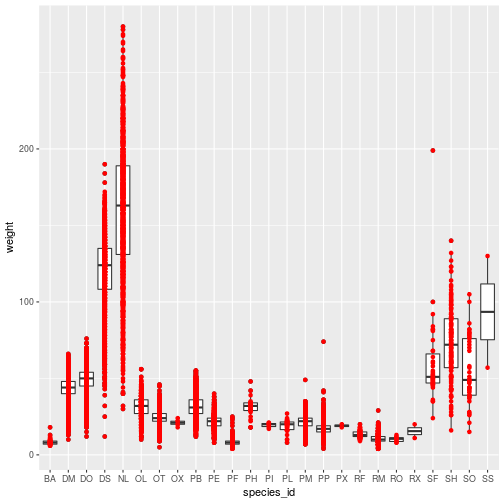 200
100
0
weight
BA DM DO DS NL OL OT OX PB PE PF PH PI PL PM PP PX RF RM RO RX SF SH SO SS
species_id